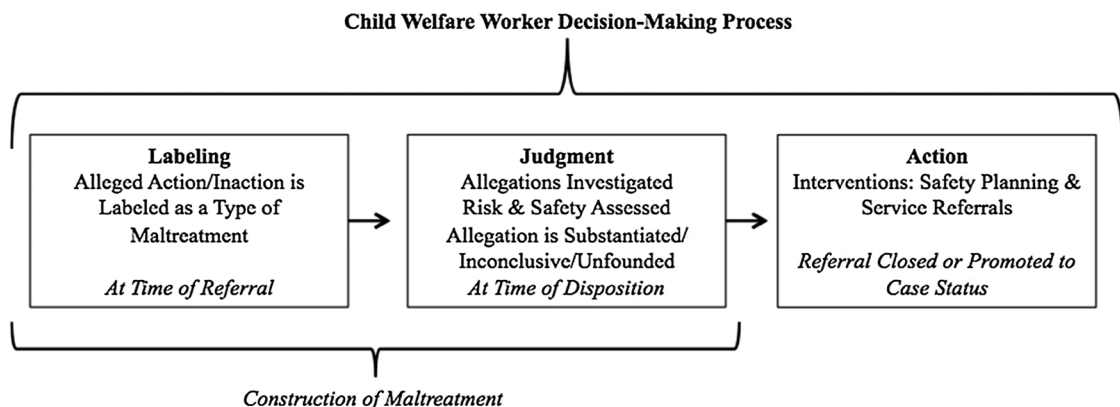 Child Welfare Worker Decision-Making Process
Labeling
Alleged Action/Inaction is
Labeled as a Type of
Maltreatment
At Time of Referral
Judgment
Allegations Investigated
Risk & Safety Assessed
Allegation is Substantiated/
Inconclusive/Unfounded
At Time of Disposition
Action
Interventions: Safety Planning &
Service Referrals
Referral Closed or Promoted to
Case Status
Construction of Maltreatment